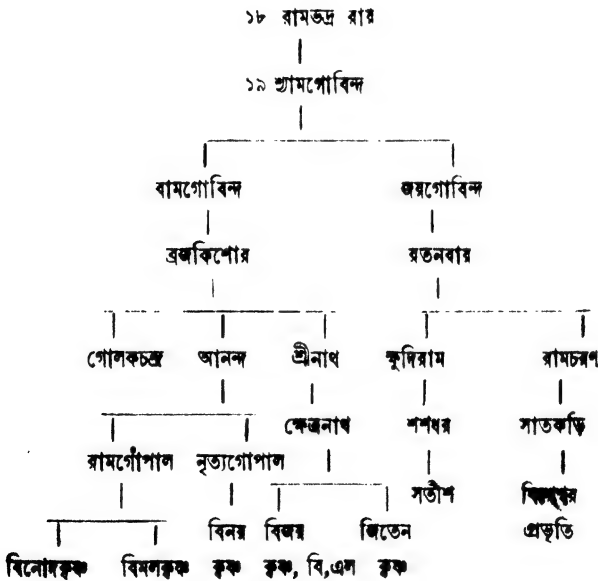 ১৮ রামভদ্র রায়
১৯ শ্যামগোবিন্দ
রামগোবিন্দ জয়গোবিন্দ
ব্রজকিশোর রতনরায়
গোলকচন্দ্র আনন্দ শ্রীনাথ ক্ষুদিরাম রামচরণ
ক্ষেত্রনাথ শশধর সাতকড়ি
রামগোপাল নৃত্যগোপাল
সতীশ
বিনয় বিজয় জিতেন প্রভৃতি
বিনোদকৃষ্ণ বিমলকৃষ্ণ কৃষ্ণ কৃষ্ণ, বি,এল কৃষ্ণ